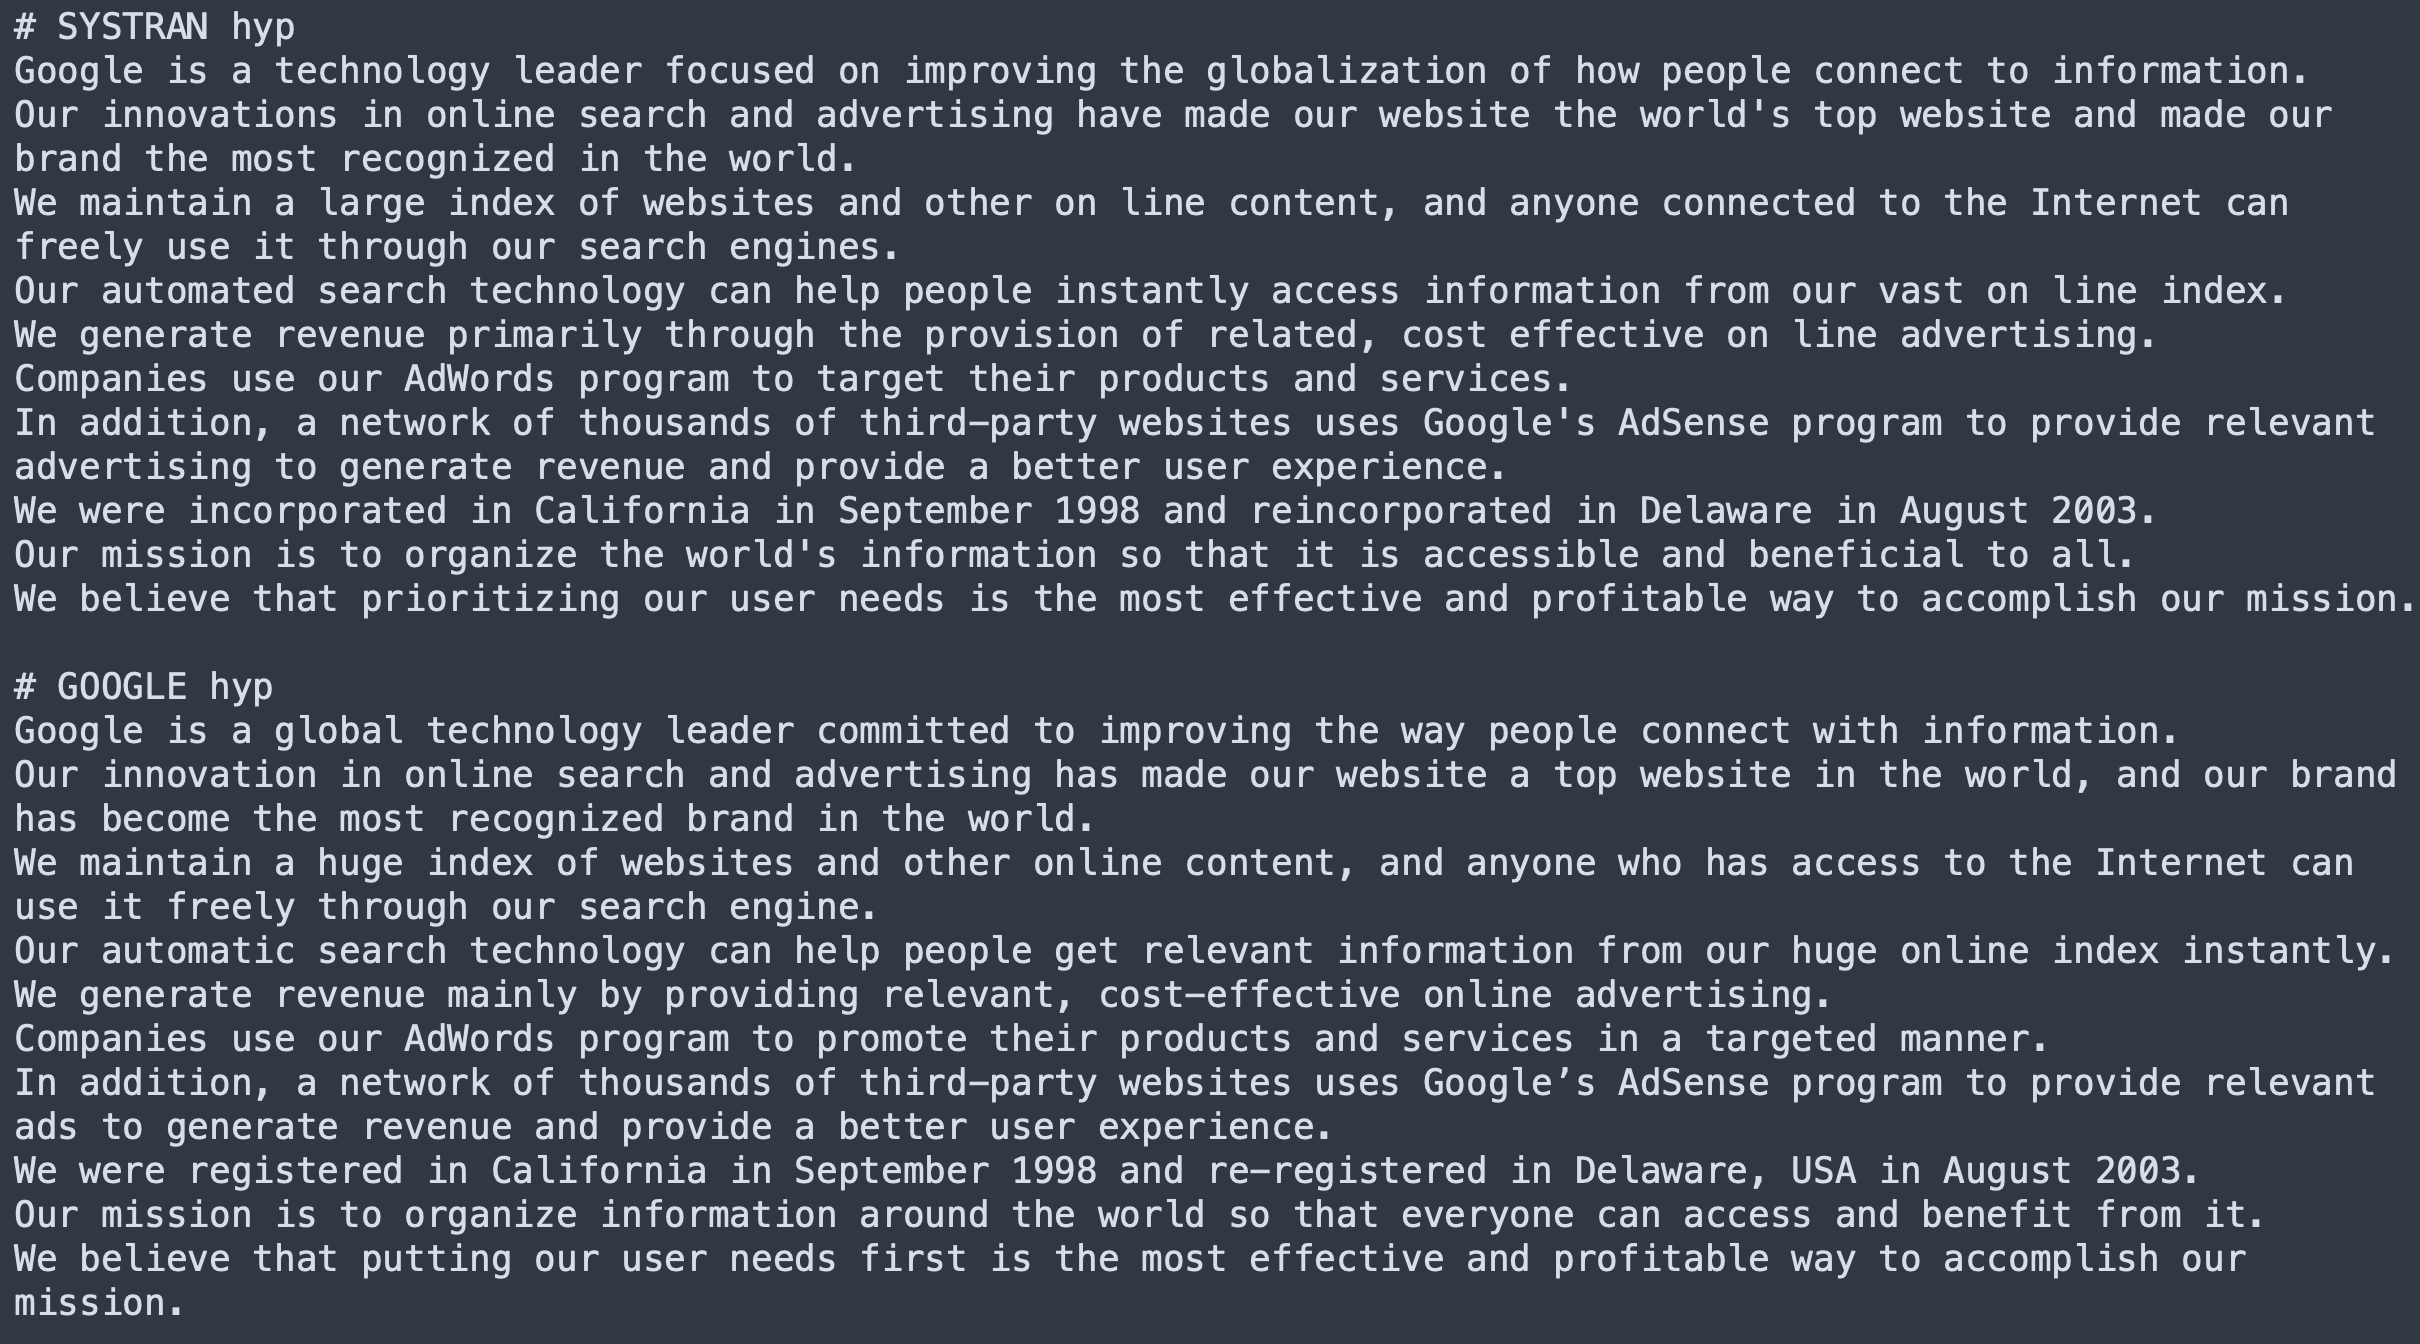 # SYSTRAN hyp
Google is a technology leader focused on improving the globalization of how people connect to information.
Our innovations in online search and advertising have made our website the world's top website and made our
brand the most recognized in the world.
We maintain a large index of websites and other on line content, and anyone connected to the Internet can
freely use it through our search engines.
Our automated search technology can help people instantly access information from our vast on line index.
We generate revenue primarily through the provision of related, cost effective on line advertising.
Companies use our AdWords program to target their products and services.
In addition, a network of thousands of third-party websites uses Google's AdSense program to provide relevant
advertising to generate revenue and provide a better user experience.
We were incorporated in California in September 1998 and reincorporated in Delaware in August 2003.
Our mission is to organize the world's information so that it is accessible and beneficial to all.
We believe that prioritizing our user needs is the most effective and profitable way to accomplish our mission.
# GOOGLE hyp
Google is a global technology leader committed to improving the way people connect with information.
Our innovation in online search and advertising has made our website a top website in the world, and our brand
has become the most recognized brand in the world.
We maintain a huge index of websites and other online content, and anyone who has access to the Internet can
use it freely through our search engine.
Our automatic search technology can help people get relevant information from our huge online index instantly.
We generate revenue mainly by providing relevant, cost-effective online advertising.
Companies use our AdWords program to promote their products and services in a targeted manner.
In addition, a network of thousands of third-party websites uses Google’s AdSense program to provide relevant
ads to generate revenue and provide a better user experience.
We were registered in California in September 1998 and re-registered in Delaware, USA in August 2003.
Our mission is to organize information around the world so that everyone can access and benefit from it.
We believe that putting our user needs first is the most effective and profitable way to accomplish our
mission.